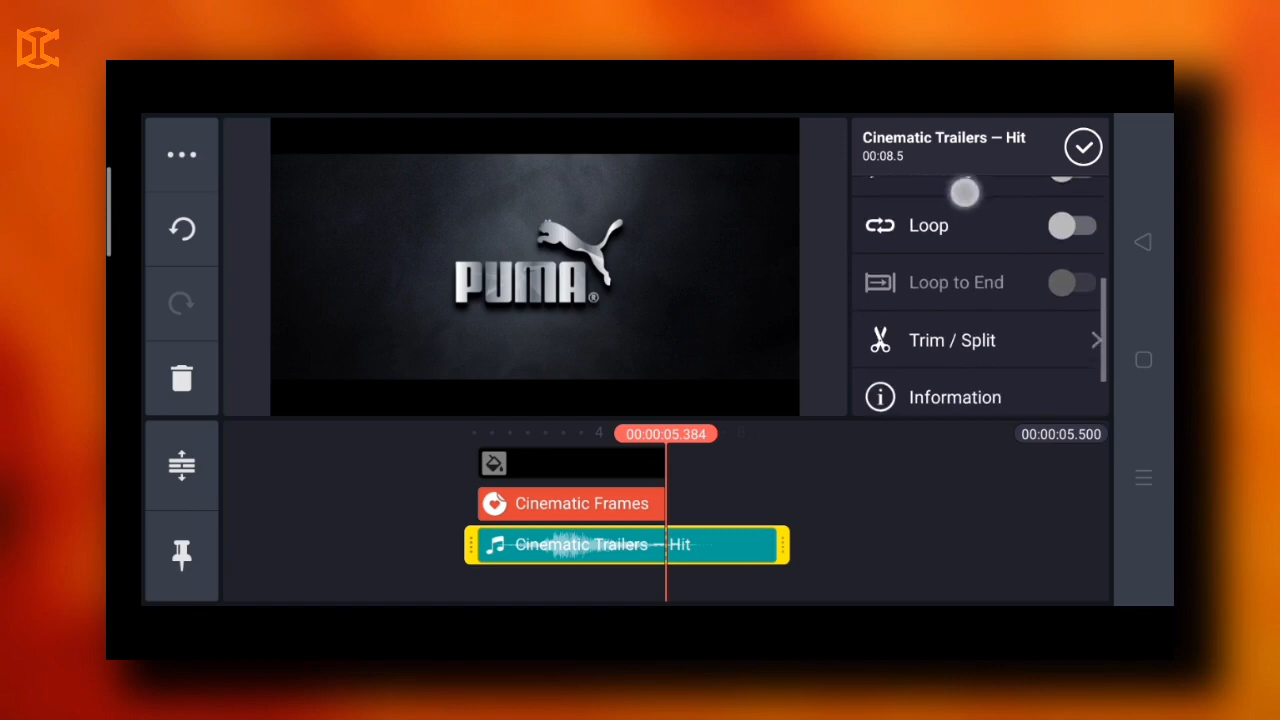 Cinematic Trailers – Hit
00:08.5
PUMA®
Loop
Loop to End
Trim / Split
Information
4
00:00:05.384
6
00:00:05.500
Cinematic Frames
Cinematic Trailers – Hit